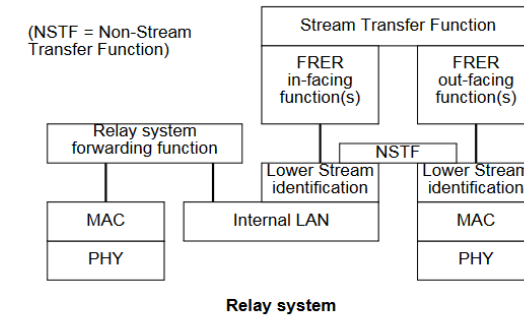 (NSTF = Non-Stream
Transfer Function)
Stream Transfer Function
FRER
in-facing
function(s)
FRER
out-facing
function(s)
Relay system
forwarding function
NSTF
Lower Stream
identification
Lower Stream
identification
MAC
Internal LAN
MAC
PHY
PHY
Relay system